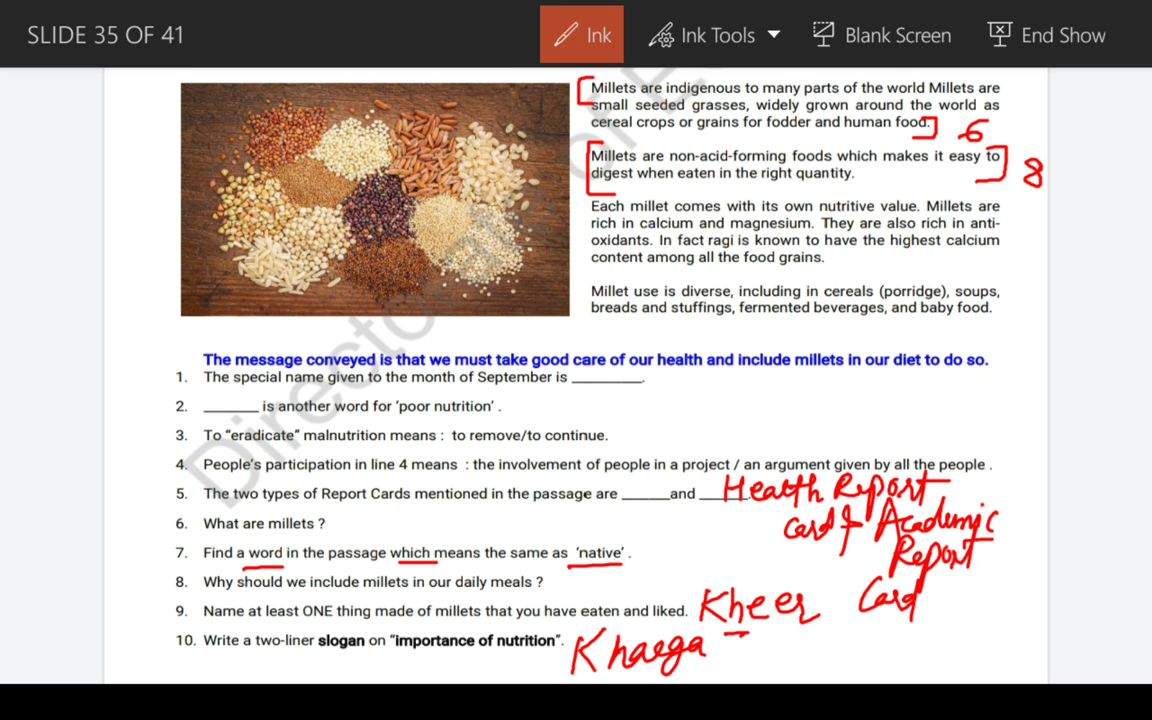 SLIDE 35 OF 41
Ink
Ink Tools
Blank Screen
End Show
Millets are indigenous to many parts of the world Millets are
small seeded grasses, widely grown around the world as
cereal crops or grains for fodder and human food.
6
Millets are non-acid-forming foods which makes it easy to
digest when eaten in the right quantity.
8
Each millet comes with its own nutritive value. Millets are
rich in calcium and magnesium. They are also rich in anti-
oxidants. In fact ragi is known to have the highest calcium
content among all the food grains.
Millet use is diverse, including in cereals (porridge), soups,
breads and stuffings, fermented beverages, and baby food.
The message conveyed is that we must take good care of our health and include millets in our diet to do so.
1. The special name given to the month of September is _________.
2. _______ is another word for 'poor nutrition' .
3. To "eradicate" malnutrition means : to remove/to continue.
4. People's participation in line 4 means : the involvement of people in a project / an argument given by all the people .
5. The two types of Report Cards mentioned in the passage are ______and ______.
Health Report
Card & Academic
Report
Card
6. What are millets ?
7. Find a word in the passage which means the same as 'native' .
8. Why should we include millets in our daily meals ?
9. Name at least ONE thing made of millets that you have eaten and liked.
Kheer
10. Write a two-liner slogan on "importance of nutrition".
Khaega